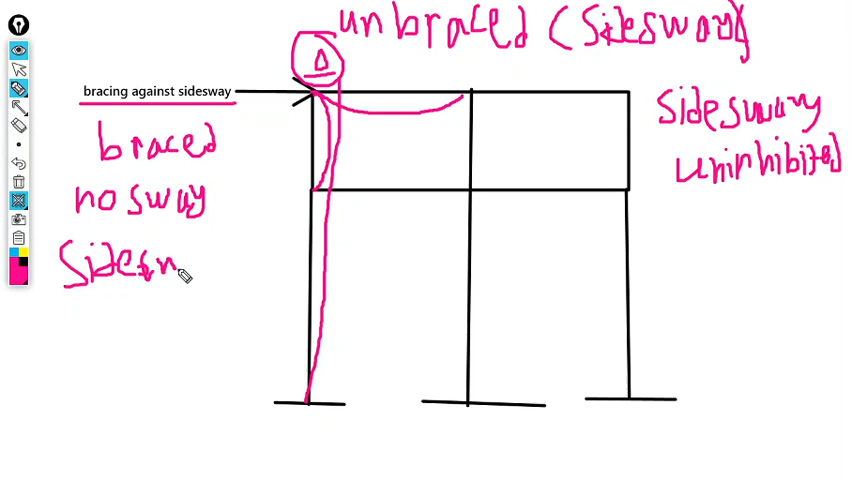 unbraced (sidesway)
Δ
bracing against sidesway
sidesway
uninhibited
braced
no sway